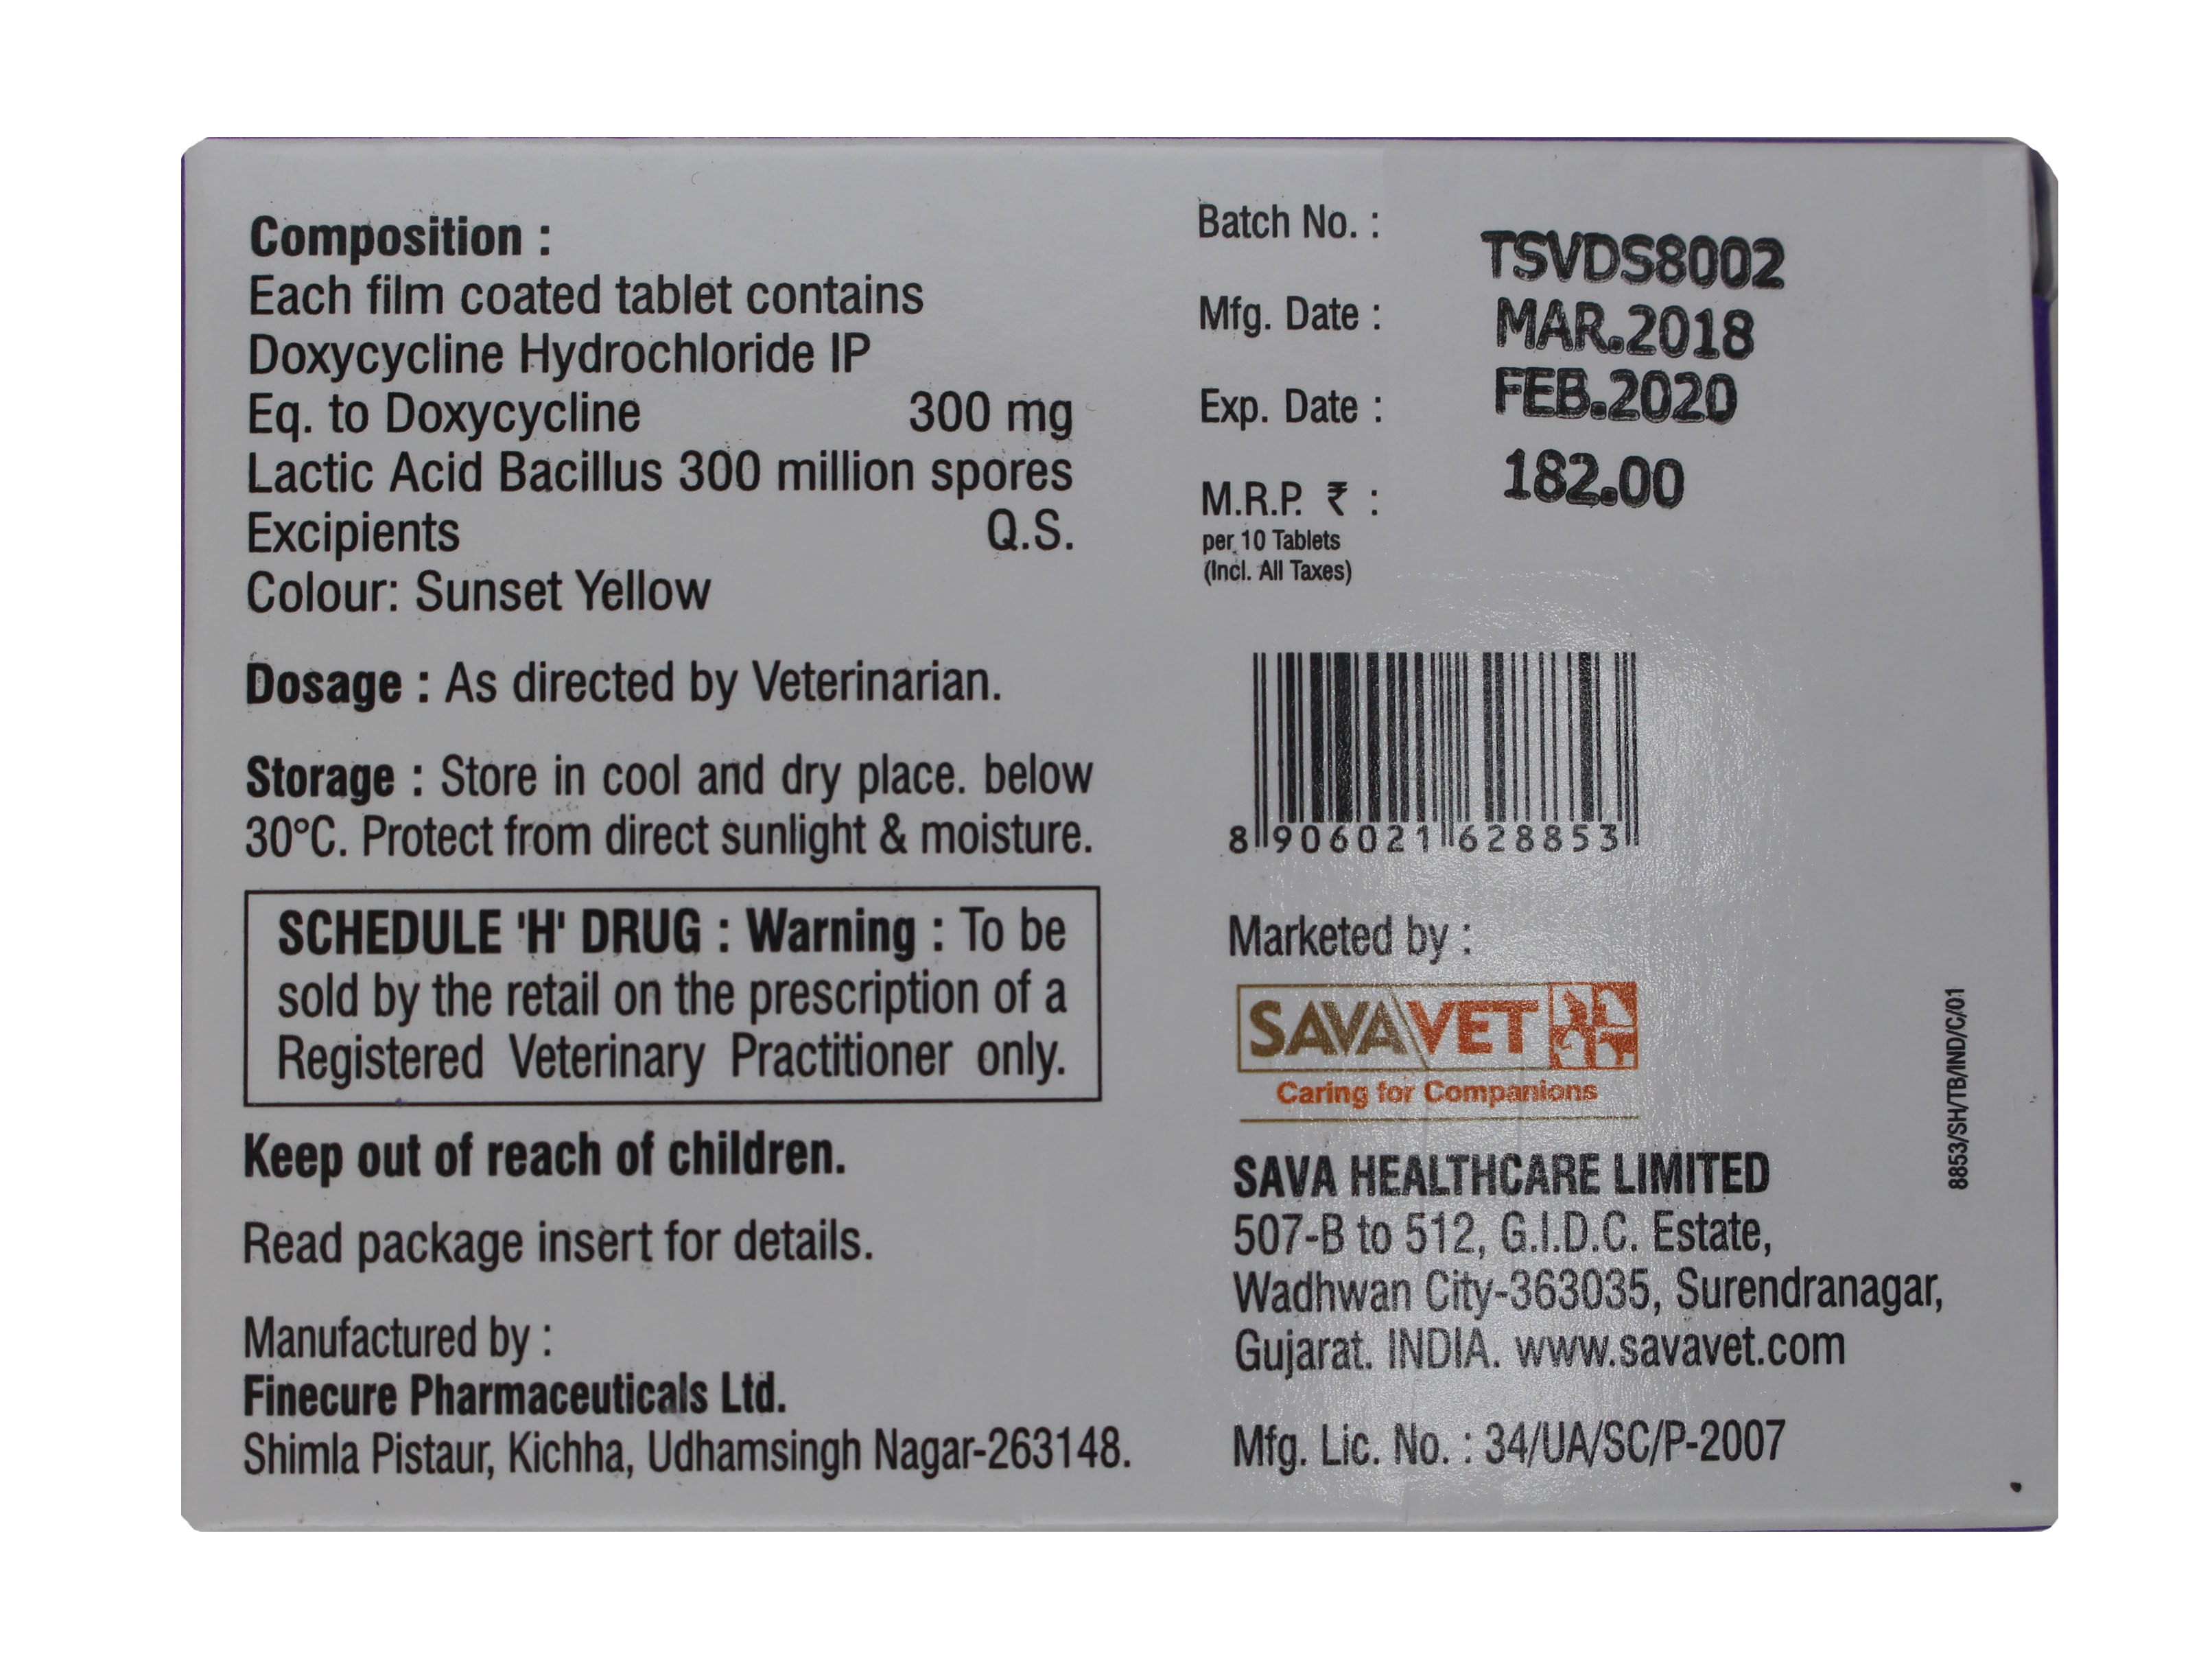 Composition :
Each film coated tablet contains
Doxycycline Hydrochloride IP
Eq. to Doxycycline 300 mg
Lactic Acid Bacillus 300 million spores
Excipients Q.S.
Colour: Sunset Yellow
Dosage : As directed by Veterinarian.
Storage : Store in cool and dry place. below
30°C. Protect from direct sunlight & moisture.
SCHEDULE 'H' DRUG : Warning : To be
sold by the retail on the prescription of a
Registered Veterinary Practitioner only.
Keep out of reach of children.
Read package insert for details.
Manufactured by :
Finecure Pharmaceuticals Ltd.
Shimla Pistaur, Kichha, Udhamsingh Nagar-263148.
Batch No. : TSVDS8002
Mfg. Date : MAR.2018
Exp. Date : FEB.2020
M.R.P. ₹ : 182.00
per 10 Tablets
(Incl. All Taxes)
8 906021 628853
Marketed by :
SAVAVET
Caring for Companions
SAVA HEALTHCARE LIMITED
507-B to 512, G.I.D.C. Estate,
Wadhwan City-363035, Surendranagar,
Gujarat. INDIA. www.savavet.com
Mfg. Lic. No. : 34/UA/SC/P-2007
8853/SH/TB/IND/C/01